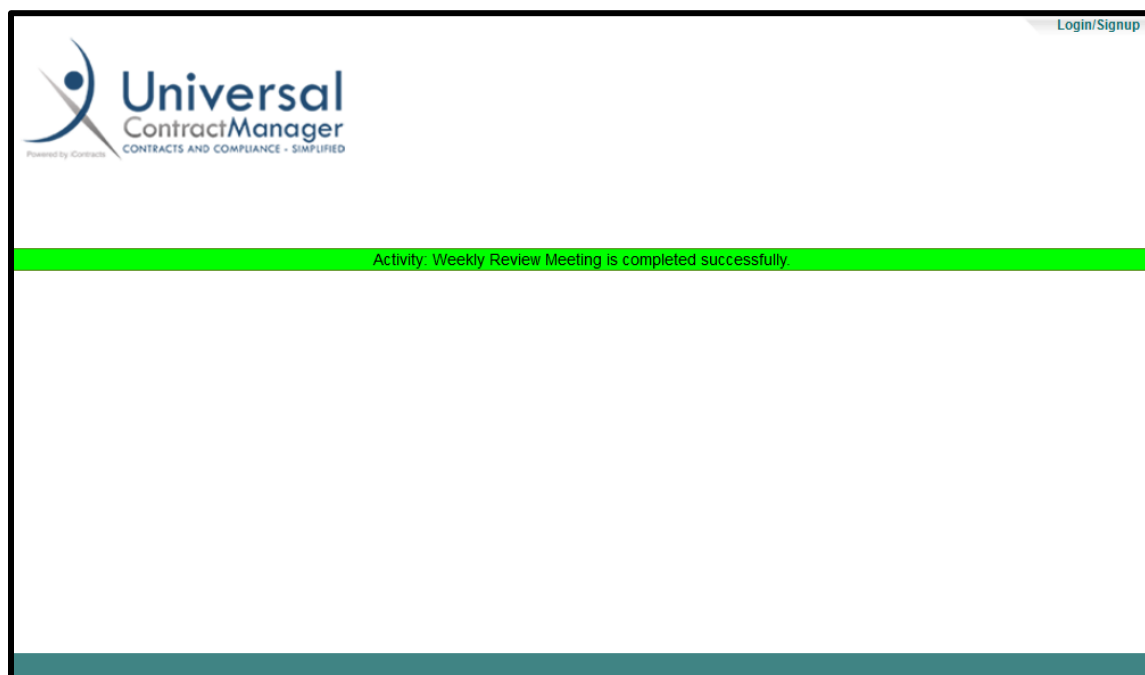 Login/Signup
Universal
ContractManager
CONTRACTS AND COMPLIANCE - SIMPLIFIED
Powered by iContracts
Activity: Weekly Review Meeting is completed successfully.